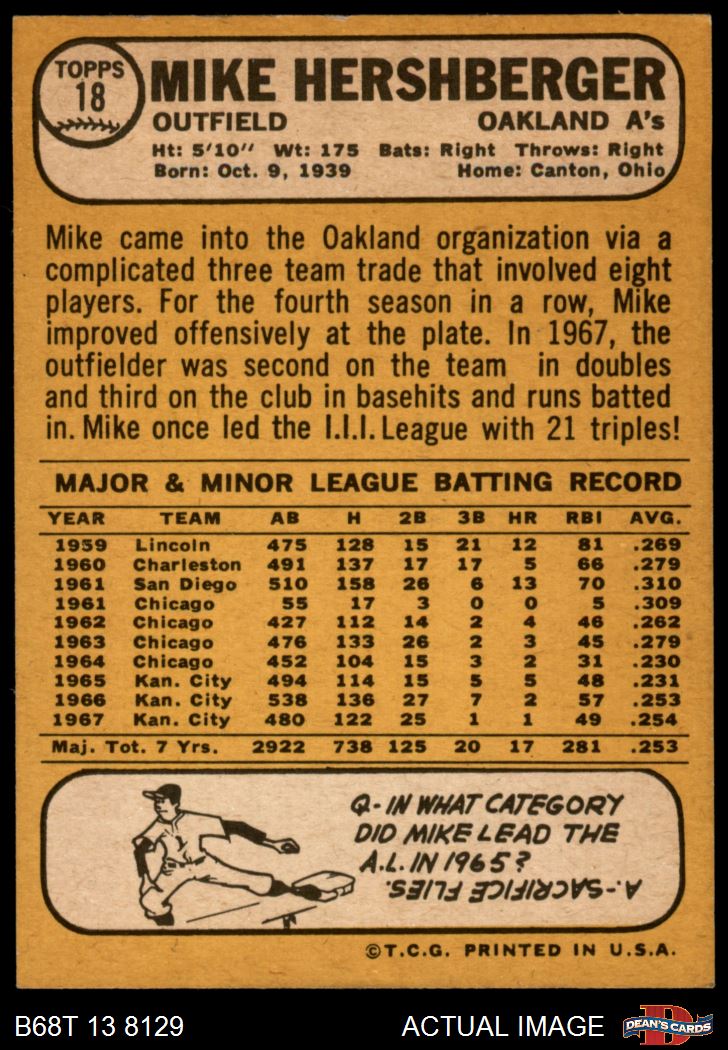 TOPPS
18
MIKE HERSHBERGER
OUTFIELD OAKLAND A's
Ht: 5'10" Wt: 175 Bats: Right Throws: Right
Born: Oct. 9, 1939 Home: Canton, Ohio
Mike came into the Oakland organization via a
complicated three team trade that involved eight
players. For the fourth season in a row, Mike
improved offensively at the plate. In 1967, the
outfielder was second on the team in doubles
and third on the club in basehits and runs batted
in. Mike once led the I.I.I. League with 21 triples!
MAJOR & MINOR LEAGUE BATTING RECORD
YEAR TEAM AB H 2B 3B HR RBI AVG.
1959 Lincoln 475 128 15 21 12 81 .269
1960 Charleston 491 137 17 17 5 66 .279
1961 San Diego 510 158 26 6 13 70 .310
1961 Chicago 55 17 3 0 0 5 .309
1962 Chicago 427 112 14 2 4 46 .262
1963 Chicago 476 133 26 2 3 45 .279
1964 Chicago 452 104 15 3 2 31 .230
1965 Kan. City 494 114 15 5 5 48 .231
1966 Kan. City 538 136 27 7 2 57 .253
1967 Kan. City 480 122 25 1 1 49 .254
Maj. Tot. 7 Yrs. 2922 738 125 20 17 281 .253
Q-IN WHAT CATEGORY
DID MIKE LEAD THE
A.L. IN 1965?
A-SACRIFICE FLIES.
©T.C.G. PRINTED IN U.S.A.
B68T 13 8129 ACTUAL IMAGE
D
DEAN'S CARDS